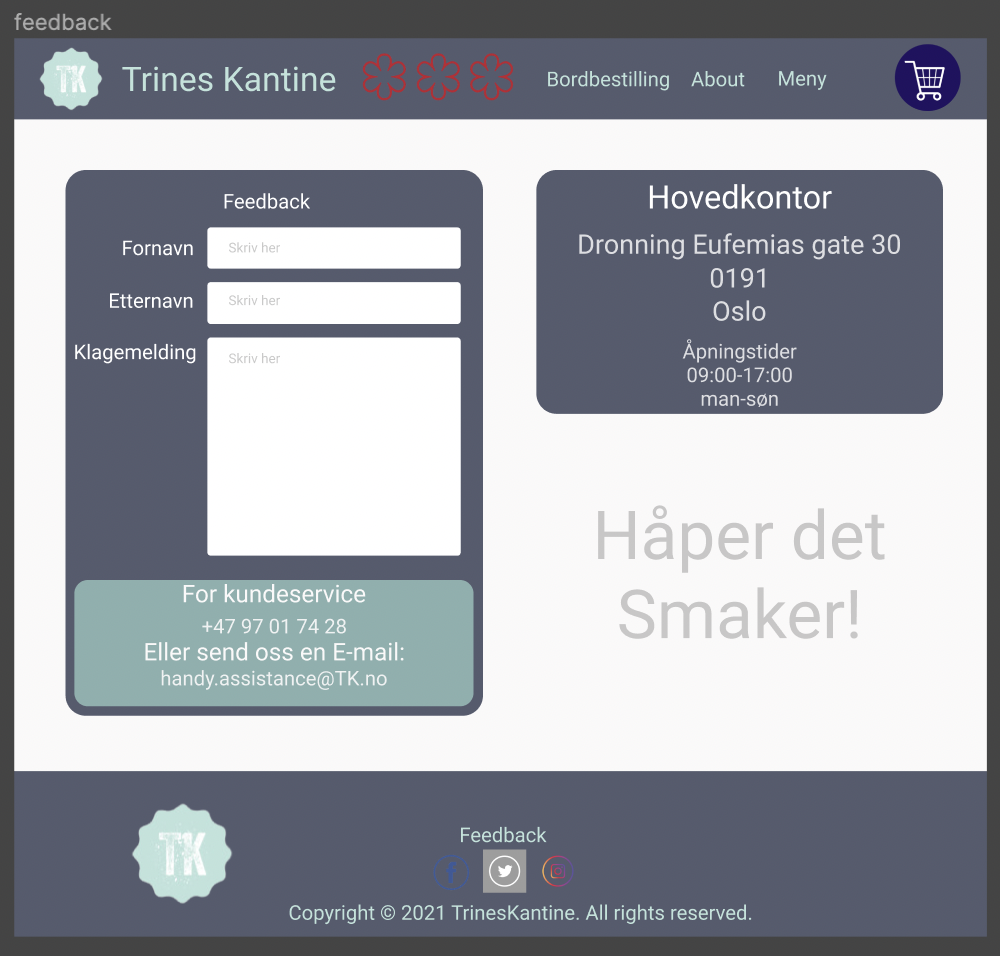 feedback
TK
Trines Kantine
Bordbestilling
About
Meny
Feedback
Fornavn
Skriv her
Etternavn
Skriv her
Klagemelding
Skriv her
For kundeservice
+47 97 01 74 28
Eller send oss en E-mail:
handy.assistance@TK.no
Hovedkontor
Dronning Eufemias gate 30
0191
Oslo
Åpningstider
09:00-17:00
man-søn
Håper det
Smaker!
TK
Feedback
Copyright © 2021 TrinesKantine. All rights reserved.